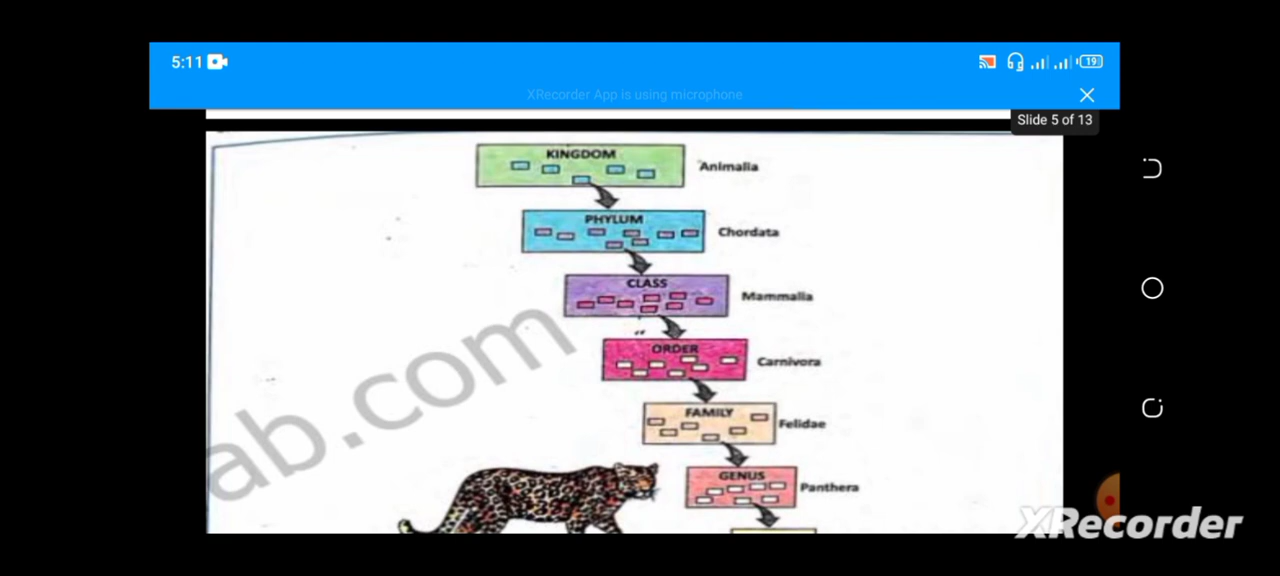 5:11
19
XRecorder App is using microphone
Slide 5 of 13
KINGDOM
Animalia
PHYLUM
Chordata
CLASS
Mammalia
ORDER
Carnivora
FAMILY
Felidae
GENUS
Panthera
ab.com
XRecorder